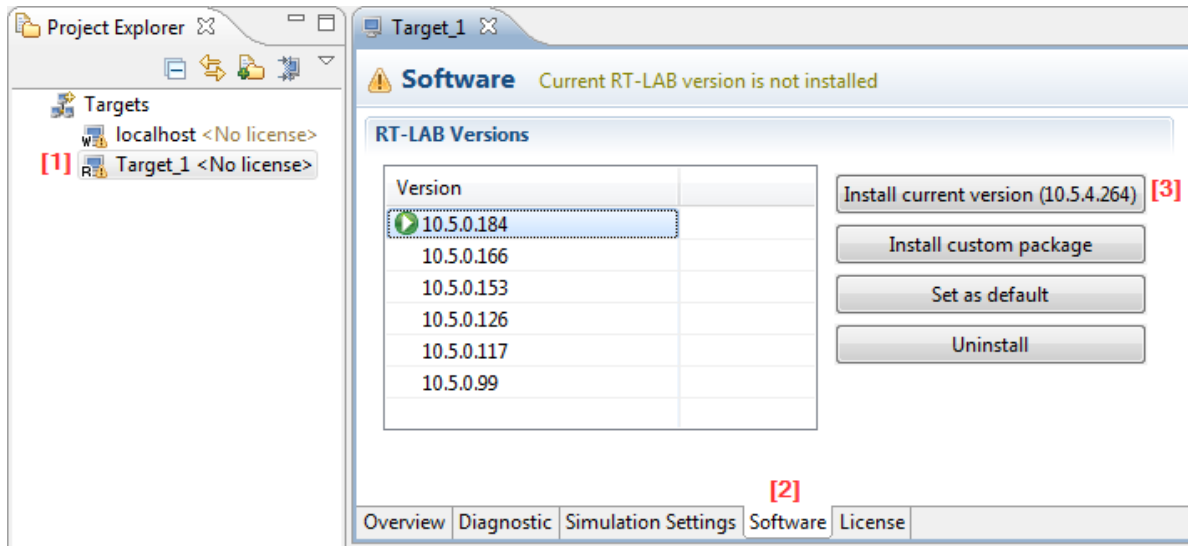 Project Explorer
Targets
localhost <No license>
[1] Target_1 <No license>
Target_1
Software Current RT-LAB version is not installed
RT-LAB Versions
Version
10.5.0.184
10.5.0.166
10.5.0.153
10.5.0.126
10.5.0.117
10.5.0.99
Install current version (10.5.4.264) [3]
Install custom package
Set as default
Uninstall
[2]
Overview Diagnostic Simulation Settings Software License